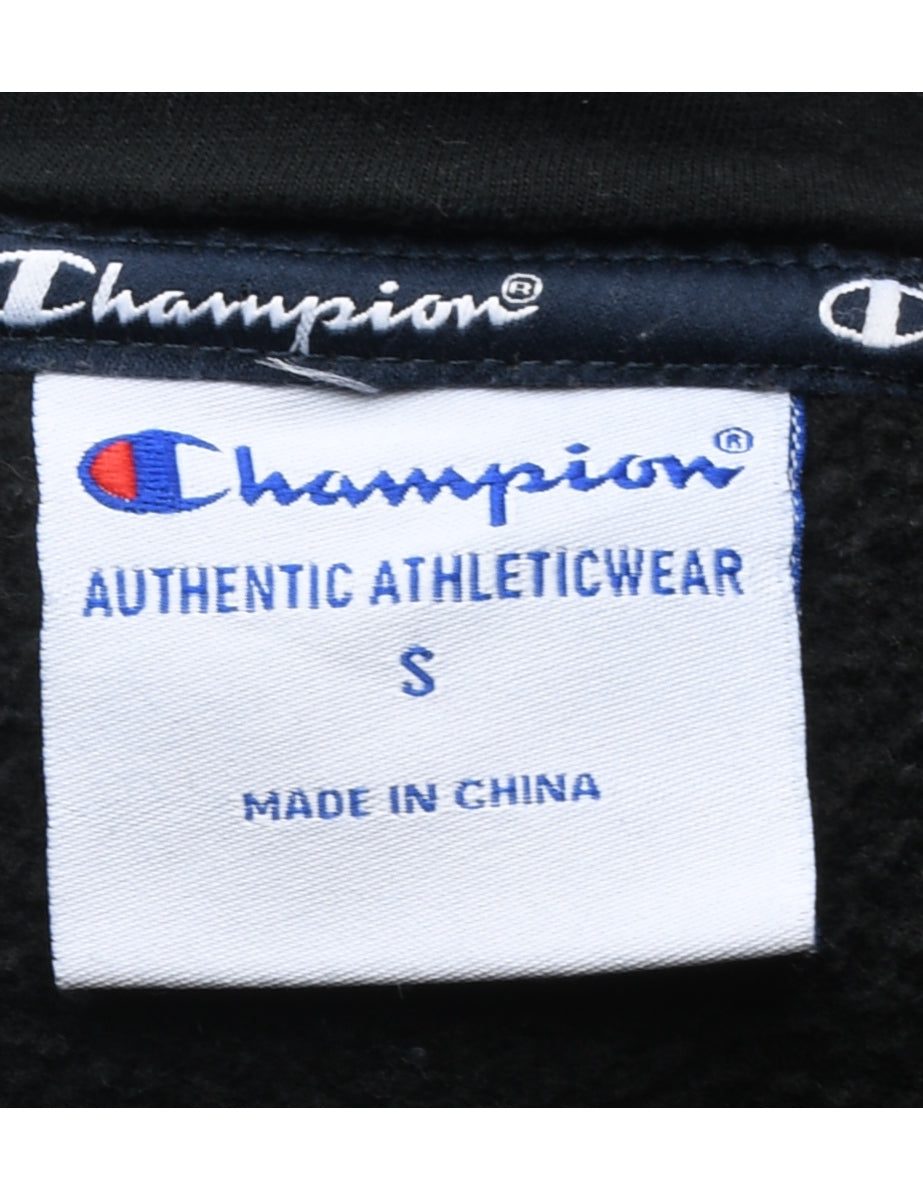 Champion®
Champion®
AUTHENTIC ATHLETICWEAR
S
MADE IN CHINA